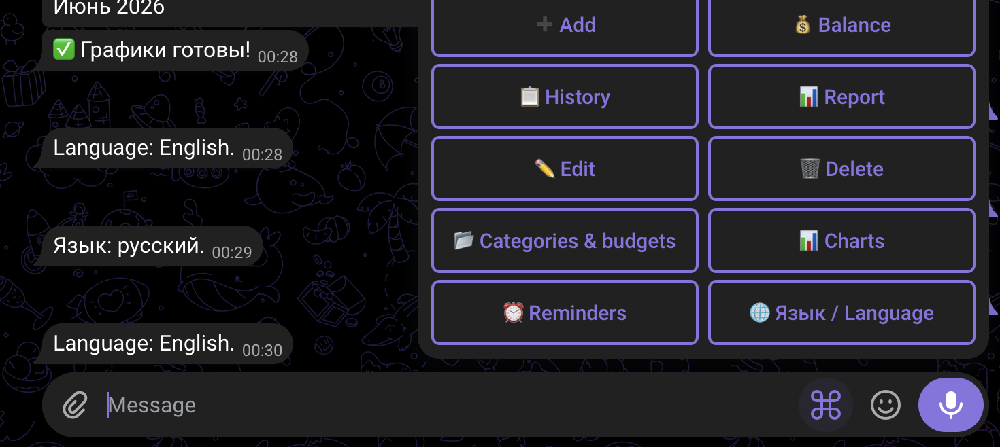 Июнь 2026
✅ Графики готовы! 00:28
Language: English. 00:28
Язык: русский. 00:29
Language: English. 00:30
➕ Add
💰 Balance
📋 History
📊 Report
✏️ Edit
🗑️ Delete
📂 Categories & budgets
📊 Charts
⏰ Reminders
🌐 Язык / Language
Message